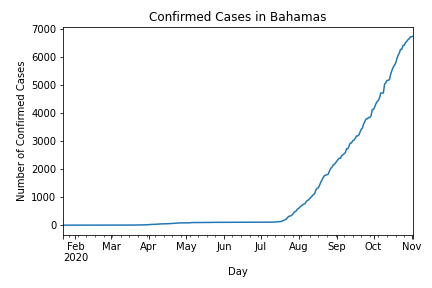 Confirmed Cases in Bahamas
Number of Confirmed Cases
7000
6000
5000
4000
3000
2000
1000
0
Feb Mar Apr May Jun Jul Aug Sep Oct Nov
2020
Day